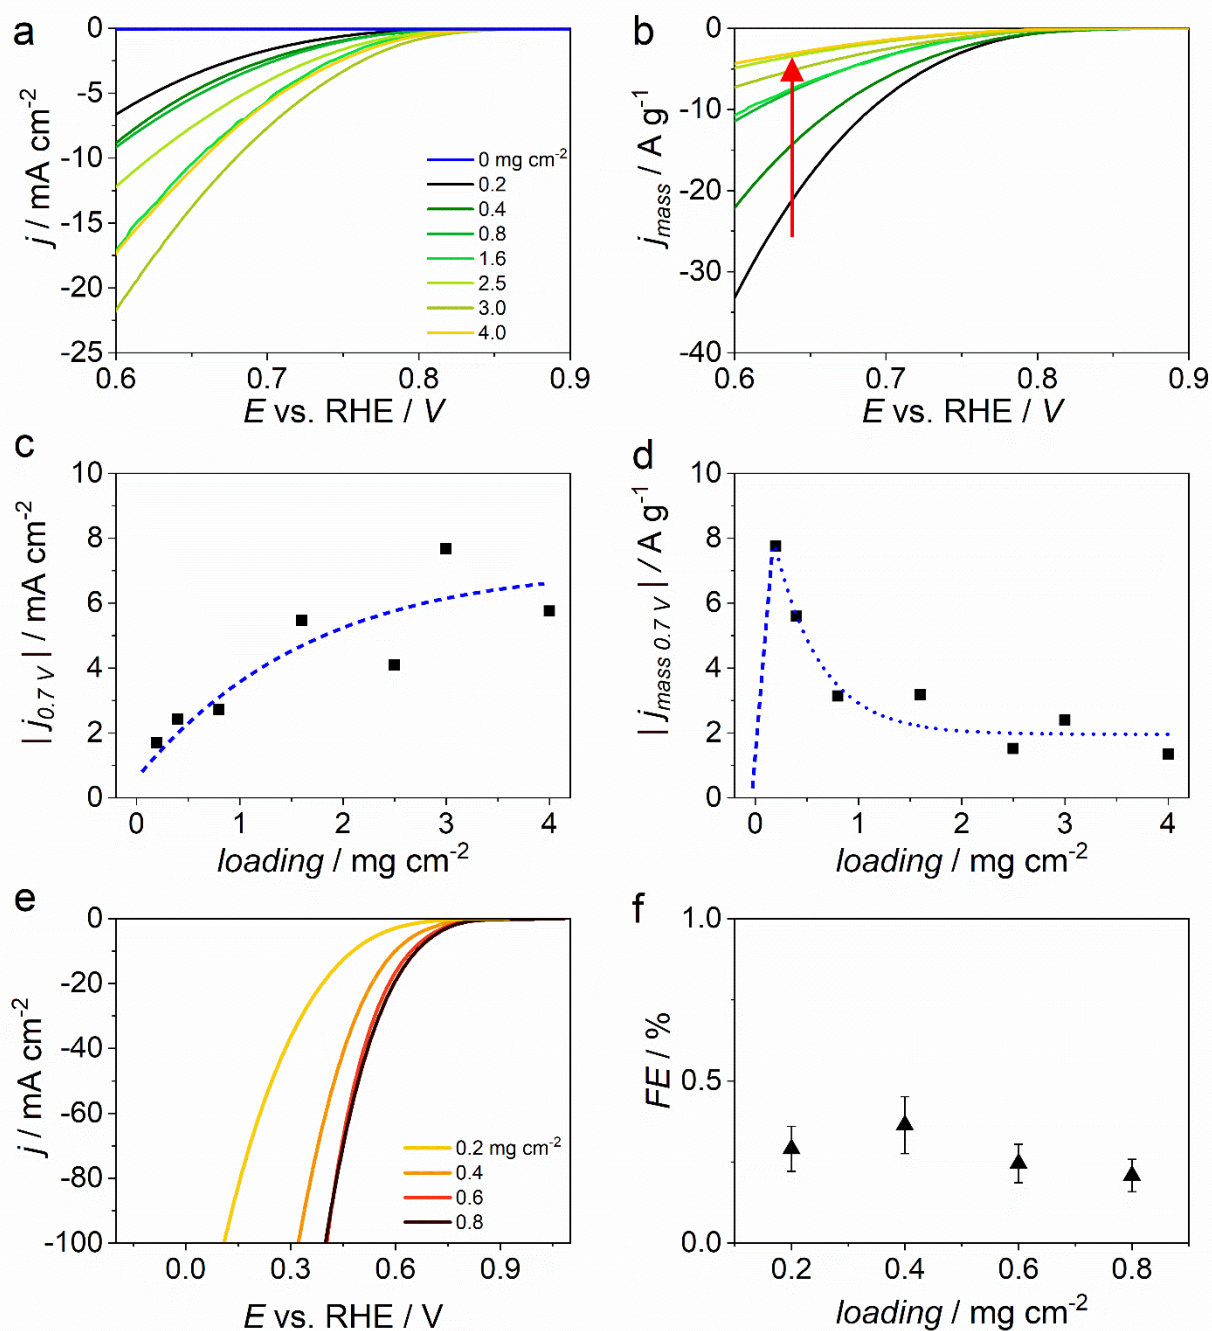 a
0
-5
-10
-15
-20
-25
j / mA cm-2
0 mg cm-2
0.2
0.4
0.8
1.6
2.5
3.0
4.0
0.6 0.7 0.8 0.9
E vs. RHE / V
b
0
-10
-20
-30
-40
jmass / A g-1
0.6 0.7 0.8 0.9
E vs. RHE / V
c
10
8
6
4
2
0
| j0.7 V | / mA cm-2
0 1 2 3 4
loading / mg cm-2
d
10
8
6
4
2
0
| jmass 0.7 V | / A g-1
0 1 2 3 4
loading / mg cm-2
e
0
-20
-40
-60
-80
-100
j / mA cm-2
0.2 mg cm-2
0.4
0.6
0.8
0.0 0.3 0.6 0.9
E vs. RHE / V
f
1.0
0.5
0.0
FE / %
0.2 0.4 0.6 0.8
loading / mg cm-2